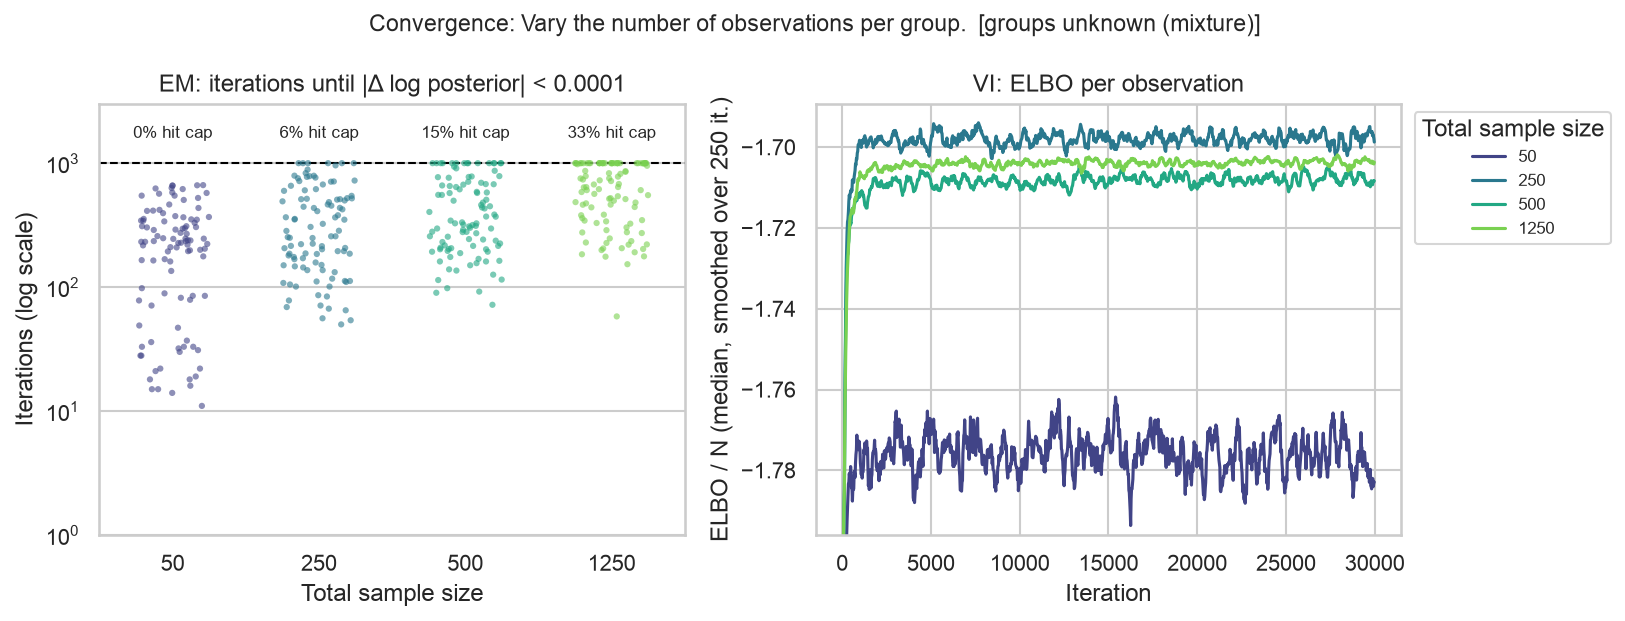 Convergence: Vary the number of observations per group.  [groups unknown (mixture)]
EM: iterations until |Δ log posterior| < 0.0001
0% hit cap
6% hit cap
15% hit cap
33% hit cap
Iterations (log scale)
10³
10²
10¹
10⁰
50
250
500
1250
Total sample size
VI: ELBO per observation
ELBO / N (median, smoothed over 250 it.)
−1.70
−1.72
−1.74
−1.76
−1.78
0
5000
10000
15000
20000
25000
30000
Iteration
Total sample size
50
250
500
1250